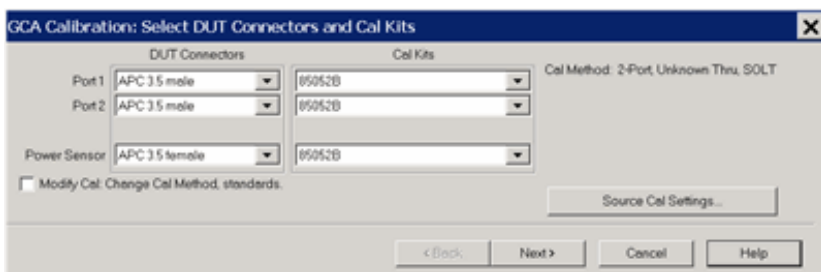 GCA Calibration: Select DUT Connectors and Cal Kits
DUT Connectors
Cal Kits
Port 1 APC 3.5 male 85052B
Cal Method: 2-Port, Unknown Thru, SOLT
Port 2 APC 3.5 male 85052B
Power Sensor APC 3.5 female 85052B
Modify Cal: Change Cal Method, standards.
Source Cal Settings...
<Back Next> Cancel Help